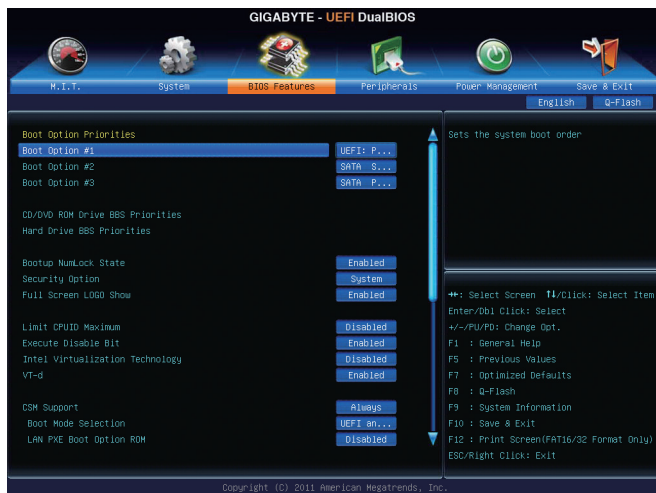 GIGABYTE - UEFI DualBIOS
M.I.T.
System
BIOS Features
Peripherals
Power Management
Save & Exit
English
Q-Flash
Boot Option Priorities
Boot Option #1 UEFI: P...
Boot Option #2 SATA S...
Boot Option #3 SATA P...
CD/DVD ROM Drive BBS Priorities
Hard Drive BBS Priorities
Bootup NumLock State Enabled
Security Option System
Full Screen LOGO Show Enabled
Limit CPUID Maximum Disabled
Execute Disable Bit Enabled
Intel Virtualization Technology Disabled
VT-d Enabled
CSM Support Always
Boot Mode Selection UEFI an...
LAN PXE Boot Option ROM Disabled
Sets the system boot order
→←: Select Screen ↑↓/Click: Select Item
Enter/Dbl Click: Select
+/-/PU/PD: Change Opt.
F1 : General Help
F5 : Previous Values
F7 : Optimized Defaults
F8 : Q-Flash
F9 : System Information
F10 : Save & Exit
F12 : Print Screen(FAT16/32 Format Only)
ESC/Right Click: Exit
Copyright (C) 2011 American Megatrends, Inc.